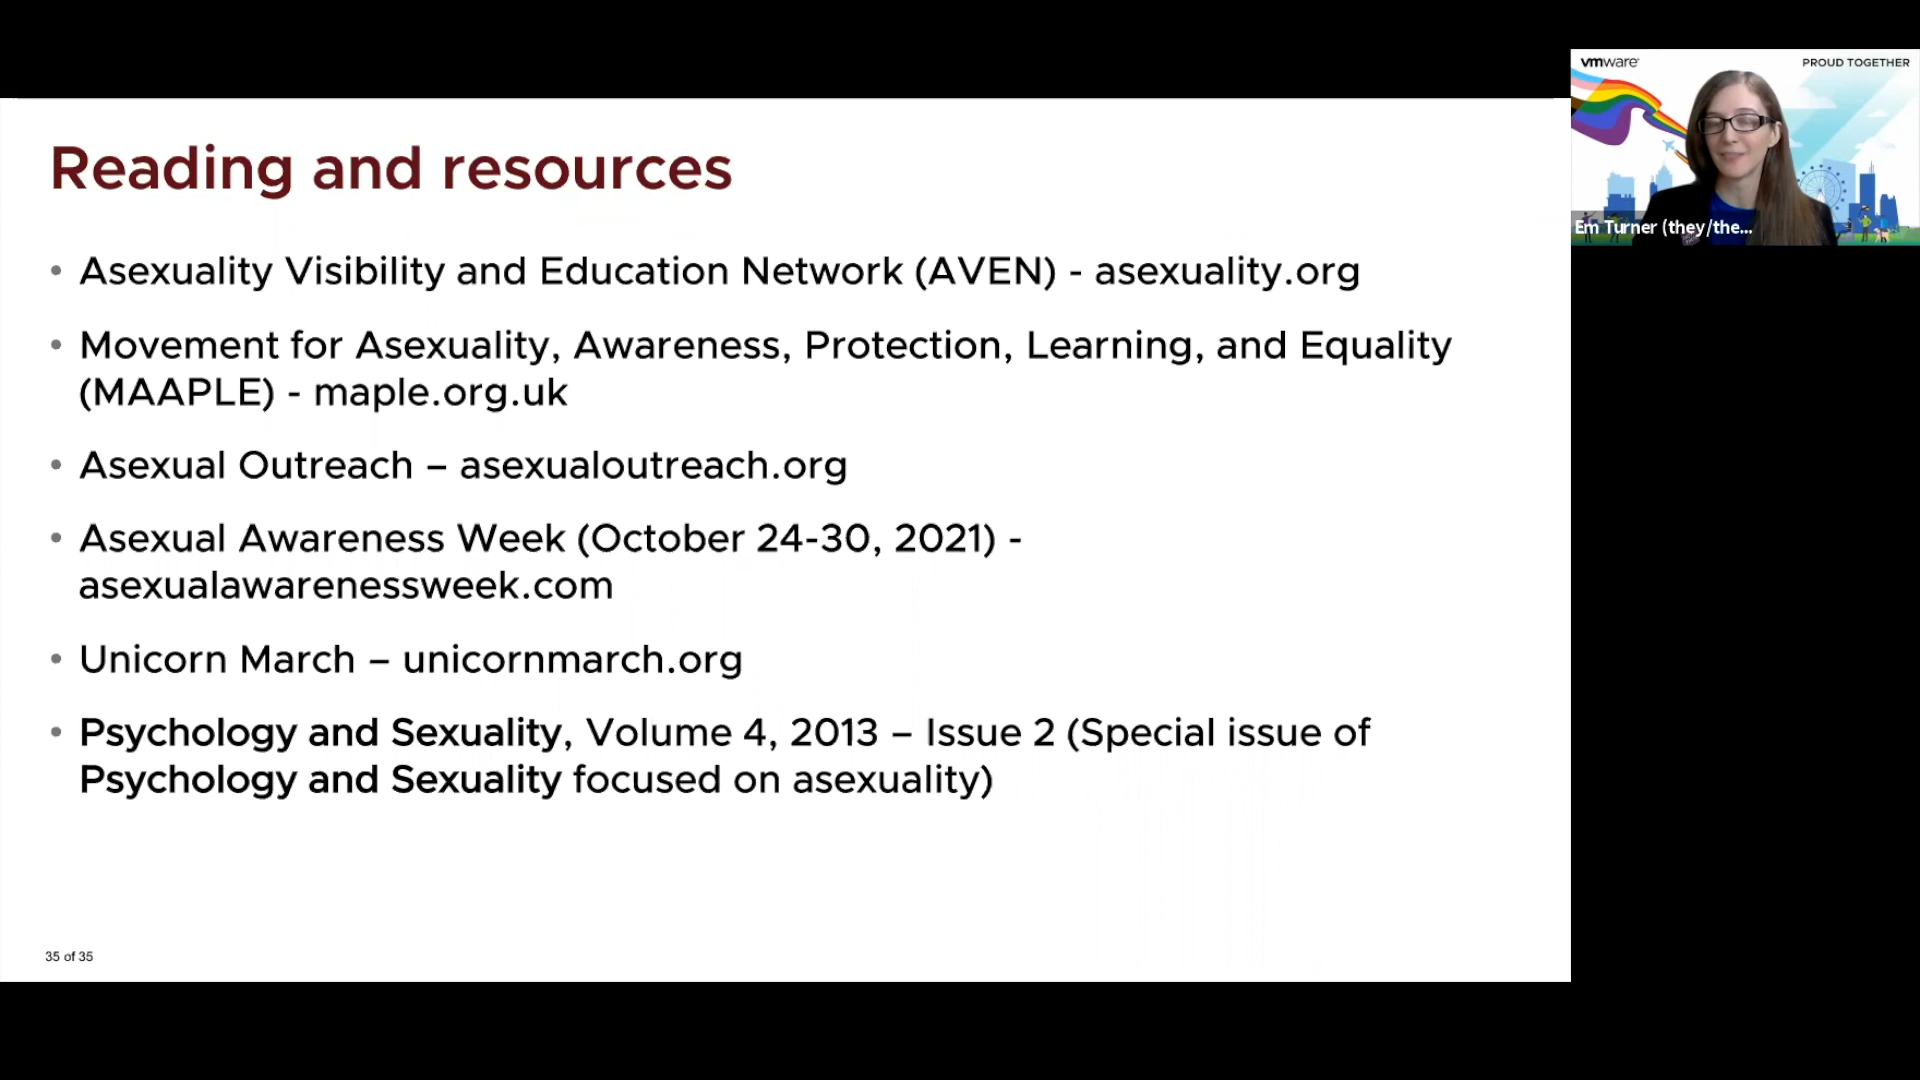 vmware
PROUD TOGETHER
Em Turner (they/the...
Reading and resources
• Asexuality Visibility and Education Network (AVEN) - asexuality.org
• Movement for Asexuality, Awareness, Protection, Learning, and Equality
(MAAPLE) - maple.org.uk
• Asexual Outreach – asexualoutreach.org
• Asexual Awareness Week (October 24-30, 2021) -
asexualawarenessweek.com
• Unicorn March – unicornmarch.org
• Psychology and Sexuality, Volume 4, 2013 – Issue 2 (Special issue of
Psychology and Sexuality focused on asexuality)
35 of 35